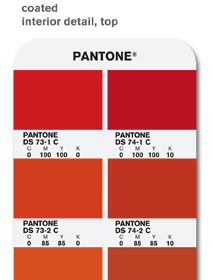 coated
interior detail, top
PANTONE®
PANTONE PANTONE
DS 73-1 C DS 74-1 C
C M Y K C M Y K
0 100 100 0 0 100 100 10
PANTONE PANTONE
DS 73-2 C DS 74-2 C
C M Y K C M Y K
0 85 85 0 0 85 85 10